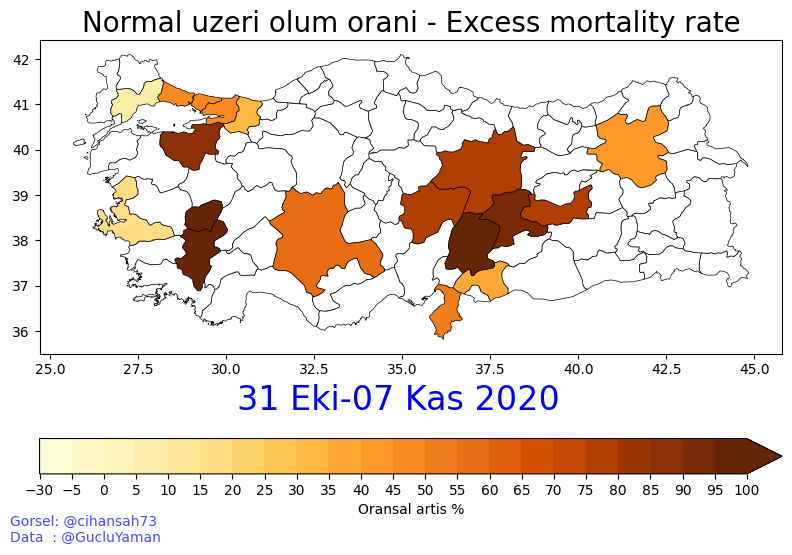 Normal uzeri olum orani - Excess mortality rate
42
41
40
39
38
37
36
25.0 27.5 30.0 32.5 35.0 37.5 40.0 42.5 45.0
31 Eki-07 Kas 2020
−30 −5 0 5 10 15 20 25 30 35 40 45 50 55 60 65 70 75 80 85 90 95 100
Oransal artis %
Gorsel: @cihansah73
Data : @GucluYaman